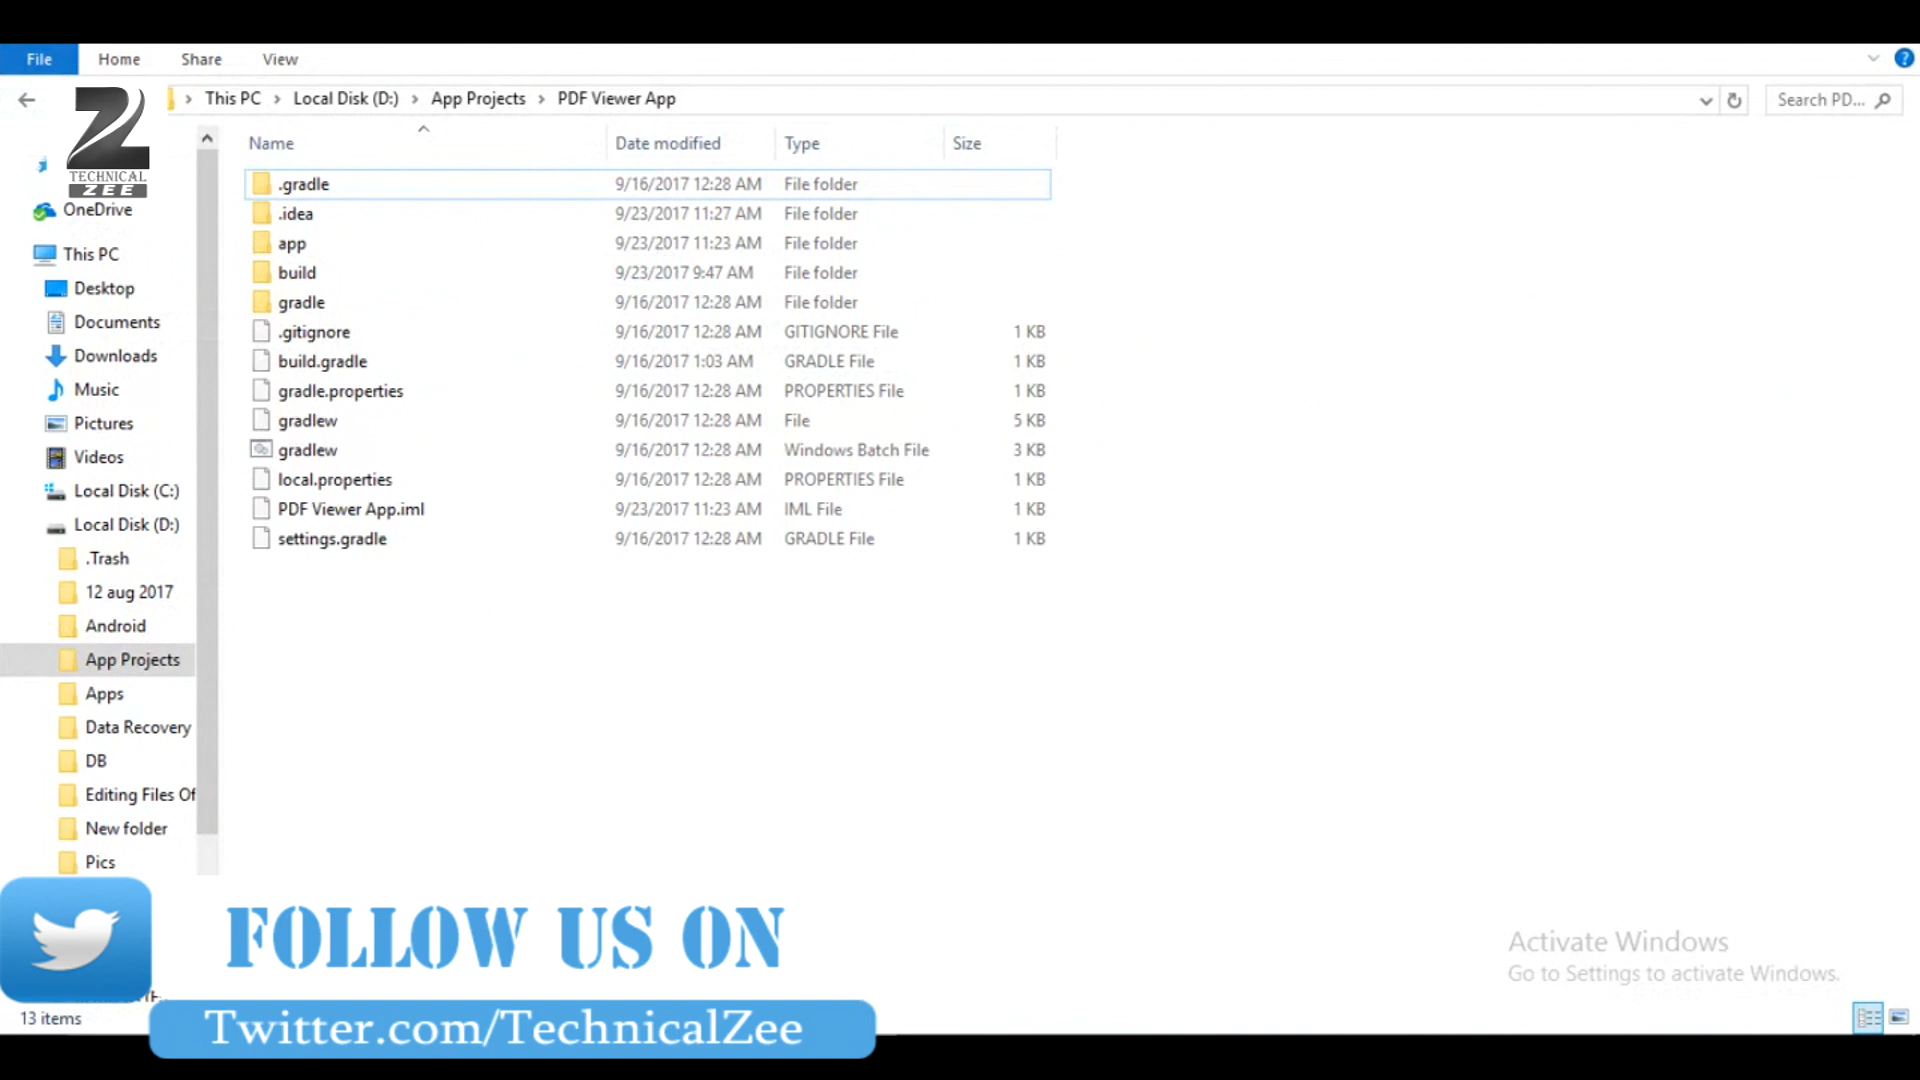 File Home Share View
This PC > Local Disk (D:) > App Projects > PDF Viewer App
Search PD...
Z
TECHNICAL
ZEE
Name Date modified Type Size
.gradle 9/16/2017 12:28 AM File folder
.idea 9/23/2017 11:27 AM File folder
app 9/23/2017 11:23 AM File folder
build 9/23/2017 9:47 AM File folder
gradle 9/16/2017 12:28 AM File folder
.gitignore 9/16/2017 12:28 AM GITIGNORE File 1 KB
build.gradle 9/16/2017 1:03 AM GRADLE File 1 KB
gradle.properties 9/16/2017 12:28 AM PROPERTIES File 1 KB
gradlew 9/16/2017 12:28 AM File 5 KB
gradlew 9/16/2017 12:28 AM Windows Batch File 3 KB
local.properties 9/16/2017 12:28 AM PROPERTIES File 1 KB
PDF Viewer App.iml 9/23/2017 11:23 AM IML File 1 KB
settings.gradle 9/16/2017 12:28 AM GRADLE File 1 KB
OneDrive
This PC
Desktop
Documents
Downloads
Music
Pictures
Videos
Local Disk (C:)
Local Disk (D:)
.Trash
12 aug 2017
Android
App Projects
Apps
Data Recovery
DB
Editing Files Of
New folder
Pics
FOLLOW US ON
Twitter.com/TechnicalZee
13 items
Activate Windows
Go to Settings to activate Windows.